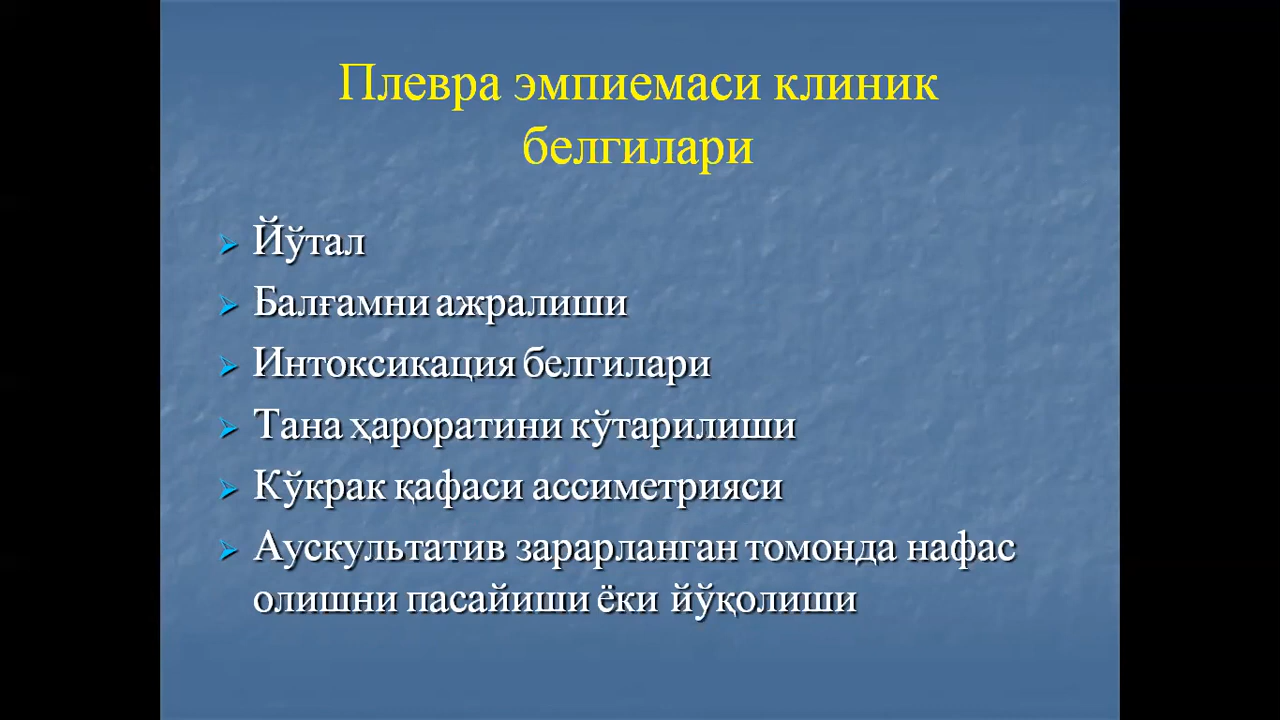 Плевра эмпиемаси клиник
белгилари
Йўтал
Балғамни ажралиши
Интоксикация белгилари
Тана ҳароратини кўтарилиши
Кўкрак қафаси ассиметрияси
Аускультатив зарарланган томонда нафас
олишни пасайиши ёки йўқолиши